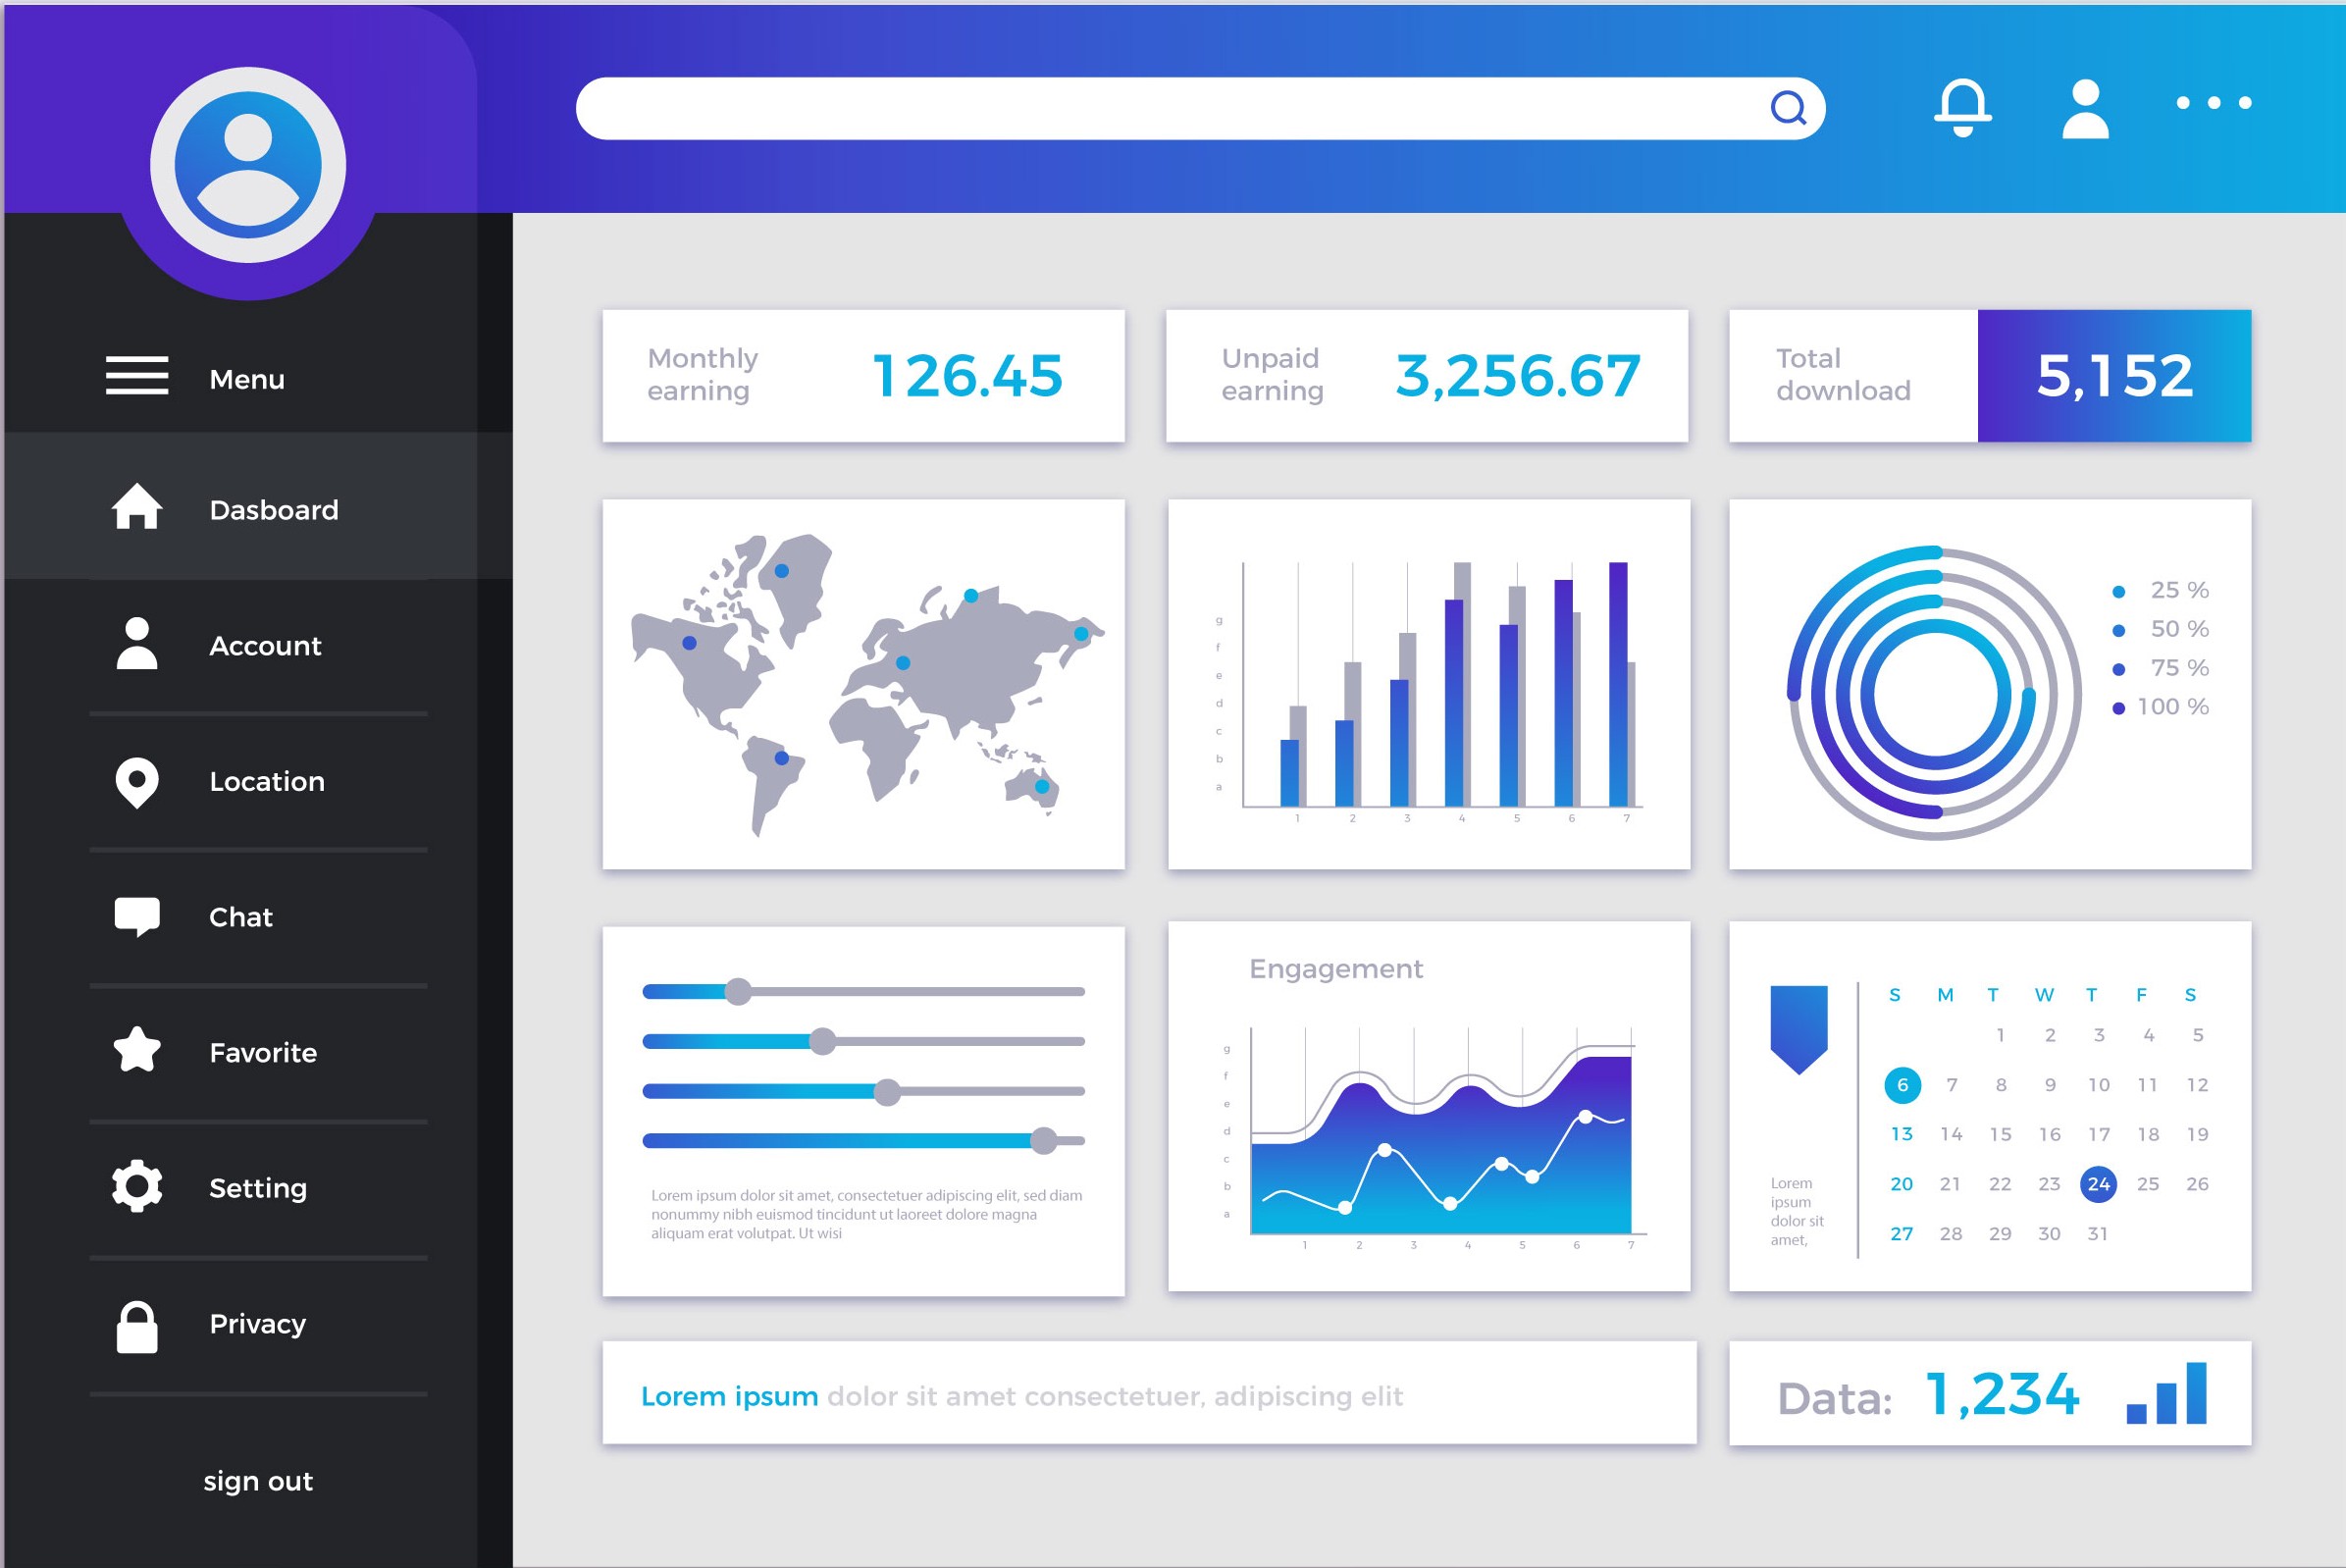 Menu
Dasboard
Account
Location
Chat
Favorite
Setting
Privacy
sign out
Monthly
earning
126.45
Unpaid
earning
3,256.67
Total
download
5,152
g
f
e
d
c
b
a
1 2 3 4 5 6 7
25 %
50 %
75 %
100 %
Lorem ipsum dolor sit amet, consectetuer adipiscing elit, sed diam
nonummy nibh euismod tincidunt ut laoreet dolore magna
aliquam erat volutpat. Ut wisi
Engagement
g
f
e
d
c
b
a
1 2 3 4 5 6 7
Lorem
ipsum
dolor sit
amet,
S M T W T F S
1 2 3 4 5
6 7 8 9 10 11 12
13 14 15 16 17 18 19
20 21 22 23 24 25 26
27 28 29 30 31
Lorem ipsum dolor sit amet consectetuer, adipiscing elit
Data: 1,234